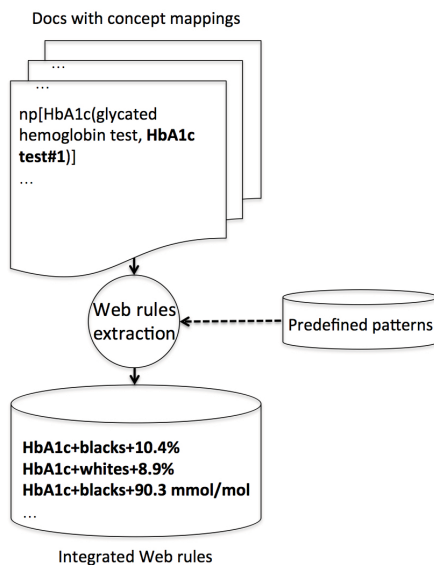 Docs with concept mappings
…
…
np[HbA1c(glycated
hemoglobin test, HbA1c
test#1)]
…
Web rules
extraction
Predefined patterns
HbA1c+blacks+10.4%
HbA1c+whites+8.9%
HbA1c+blacks+90.3 mmol/mol
…
Integrated Web rules